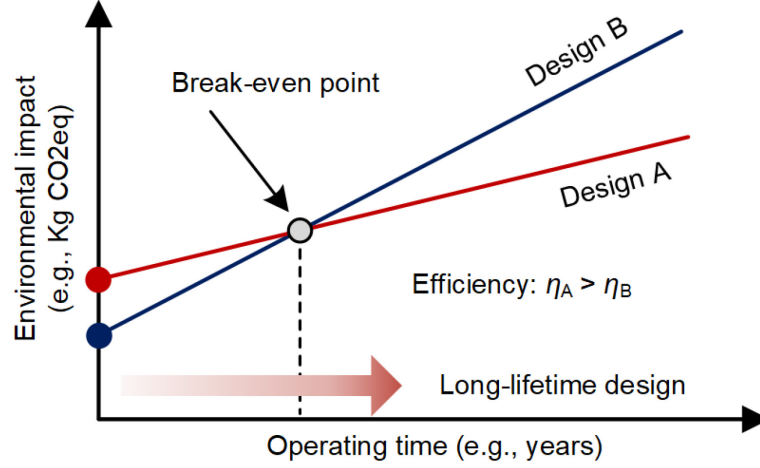 Environmental impact
(e.g., Kg CO2eq)
Break-even point
Design B
Design A
Efficiency: ηA > ηB
Long-lifetime design
Operating time (e.g., years)